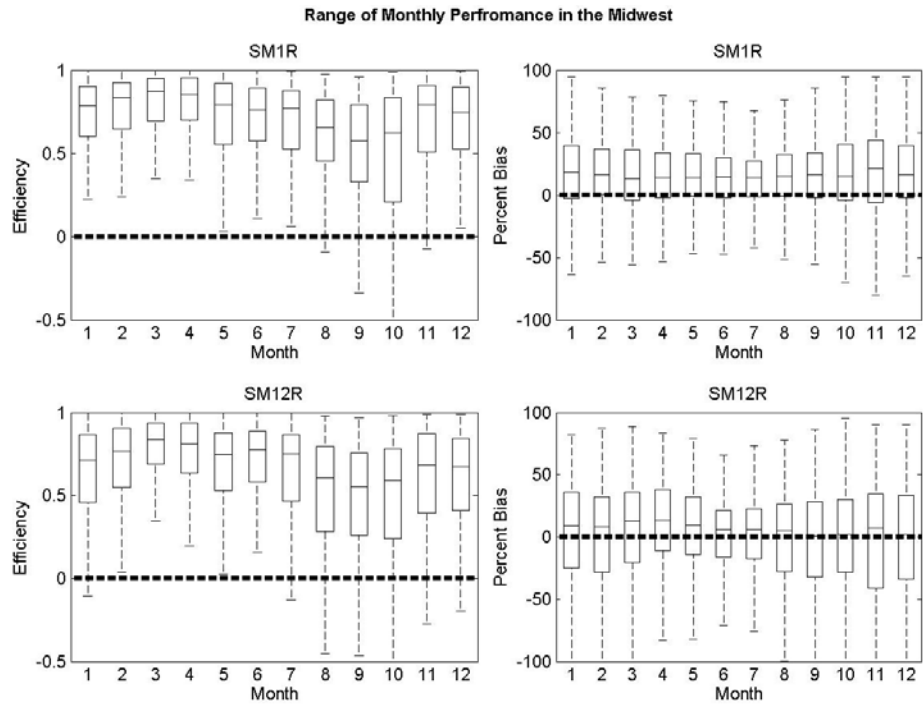 Range of Monthly Perfromance in the Midwest
SM1R
1
0.5
0
-0.5
Efficiency
1 2 3 4 5 6 7 8 9 10 11 12
Month
SM1R
100
50
0
-50
-100
Percent Bias
1 2 3 4 5 6 7 8 9 10 11 12
Month
SM12R
1
0.5
0
-0.5
Efficiency
1 2 3 4 5 6 7 8 9 10 11 12
Month
SM12R
100
50
0
-50
-100
Percent Bias
1 2 3 4 5 6 7 8 9 10 11 12
Month